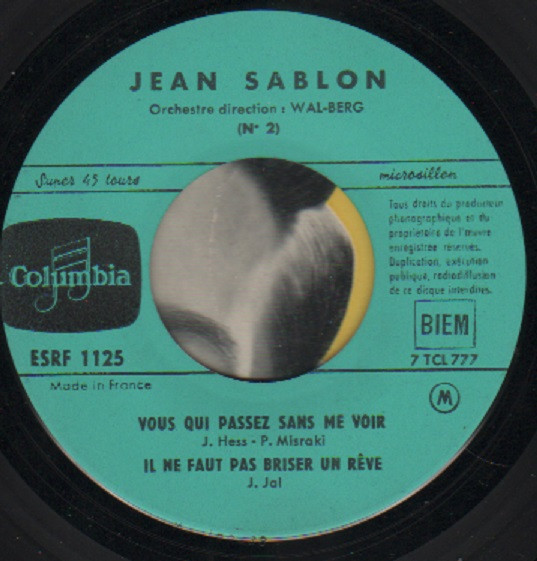 JEAN SABLON
Orchestre direction : WAL-BERG
(N° 2)
Super 45 tours
microsillon
Tous droits du producteur
phonographique et du
propriétaire de l'œuvre
enregistrée réservés.
Duplication, exécution
publique, radiodiffusion
de ce disque interdites.
Columbia
BIEM
ESRF 1125
7 TCL 777
Made in France
M
VOUS QUI PASSEZ SANS ME VOIR
J. Hess - P. Misraki
IL NE FAUT PAS BRISER UN RÊVE
J. Jal